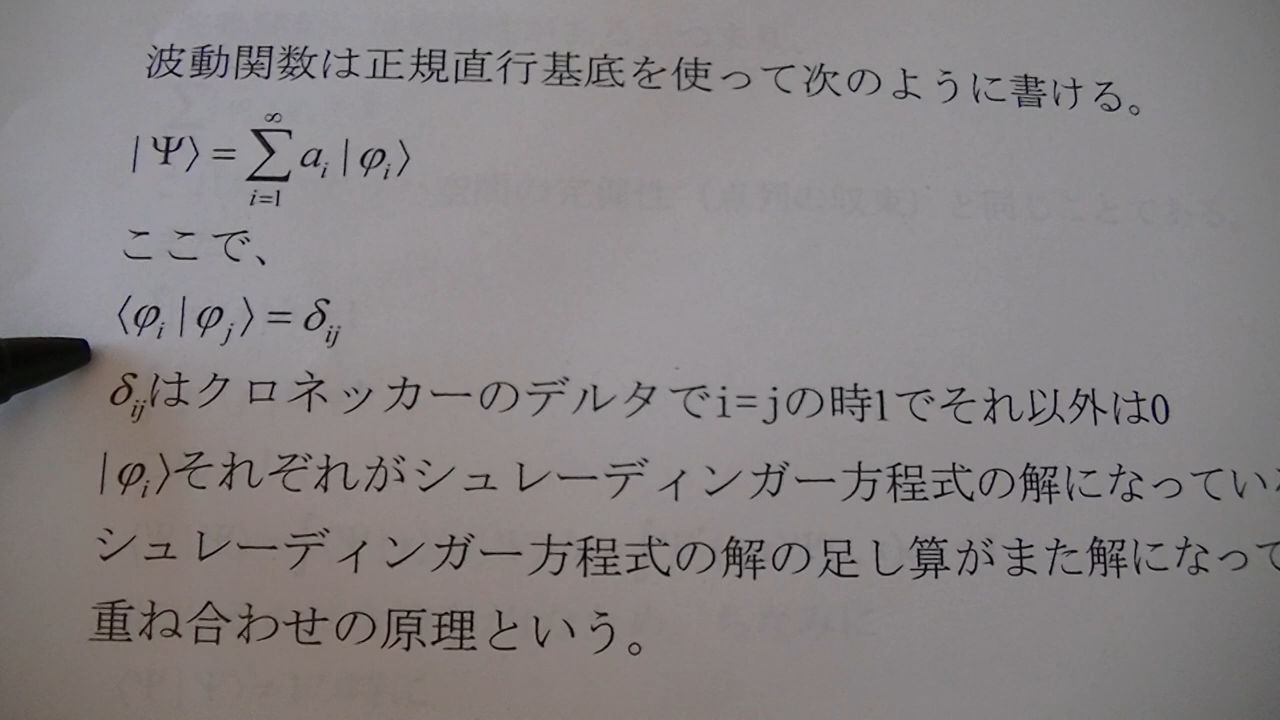 波動関数は正規直行基底を使って次のように書ける。
|Ψ⟩ = ∑_{i=1}^{∞} a_i |φ_i⟩
ここで、
⟨φ_i | φ_j⟩ = δ_{ij}
δ_{ij}はクロネッカーのデルタでi=jの時1でそれ以外は0
|φ_i⟩それぞれがシュレーディンガー方程式の解になってい
シュレーディンガー方程式の解の足し算がまた解になって
重ね合わせの原理という。